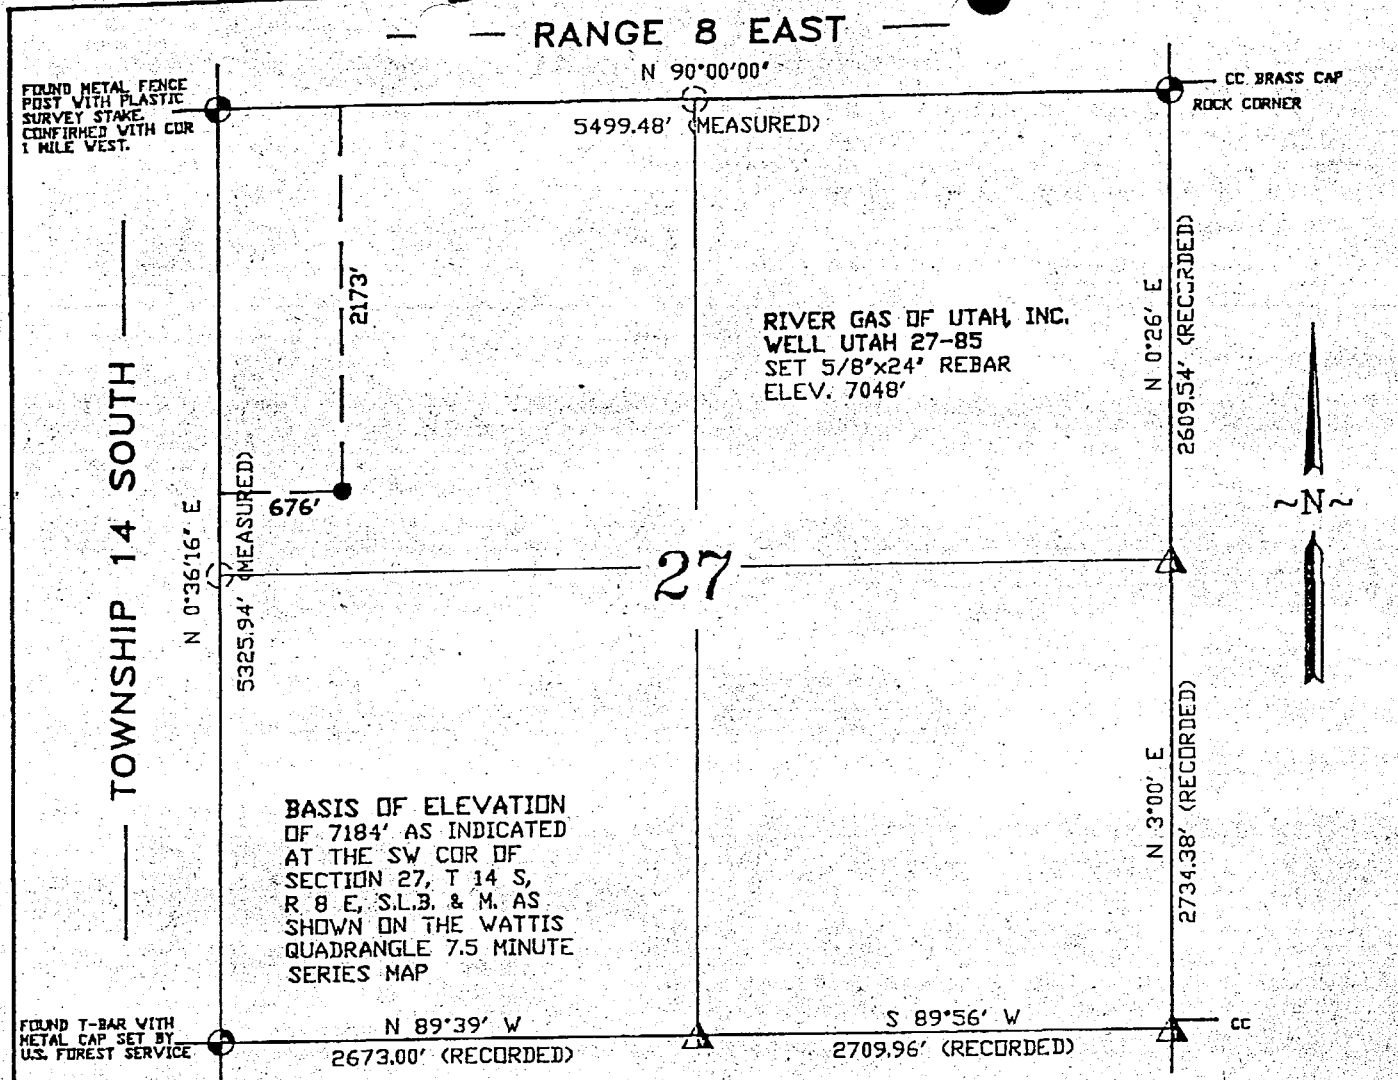 RANGE 8 EAST
N 90°00'00"
5499.48' (MEASURED)
FOUND METAL FENCE
POST WITH PLASTIC
SURVEY STAKE.
CONFIRMED WITH COR
1 MILE WEST.
CC BRASS CAP
ROCK CORNER
2173'
676'
TOWNSHIP 14 SOUTH
N 0°36'16" E
5325.94' (MEASURED)
RIVER GAS OF UTAH, INC.
WELL UTAH 27-85
SET 5/8"x24" REBAR
ELEV. 7048'
N 0°26' E
2609.54' (RECORDED)
~N~
27
N 3°00' E
2734.38' (RECORDED)
BASIS OF ELEVATION
OF 7184' AS INDICATED
AT THE SW COR OF
SECTION 27, T 14 S,
R 8 E, S.L.B. & M. AS
SHOWN ON THE WATTIS
QUADRANGLE 7.5 MINUTE
SERIES MAP
FOUND T-BAR WITH
METAL CAP SET BY
U.S. FOREST SERVICE
N 89°39' W
2673.00' (RECORDED)
S 89°56' W
2709.96' (RECORDED)
CC